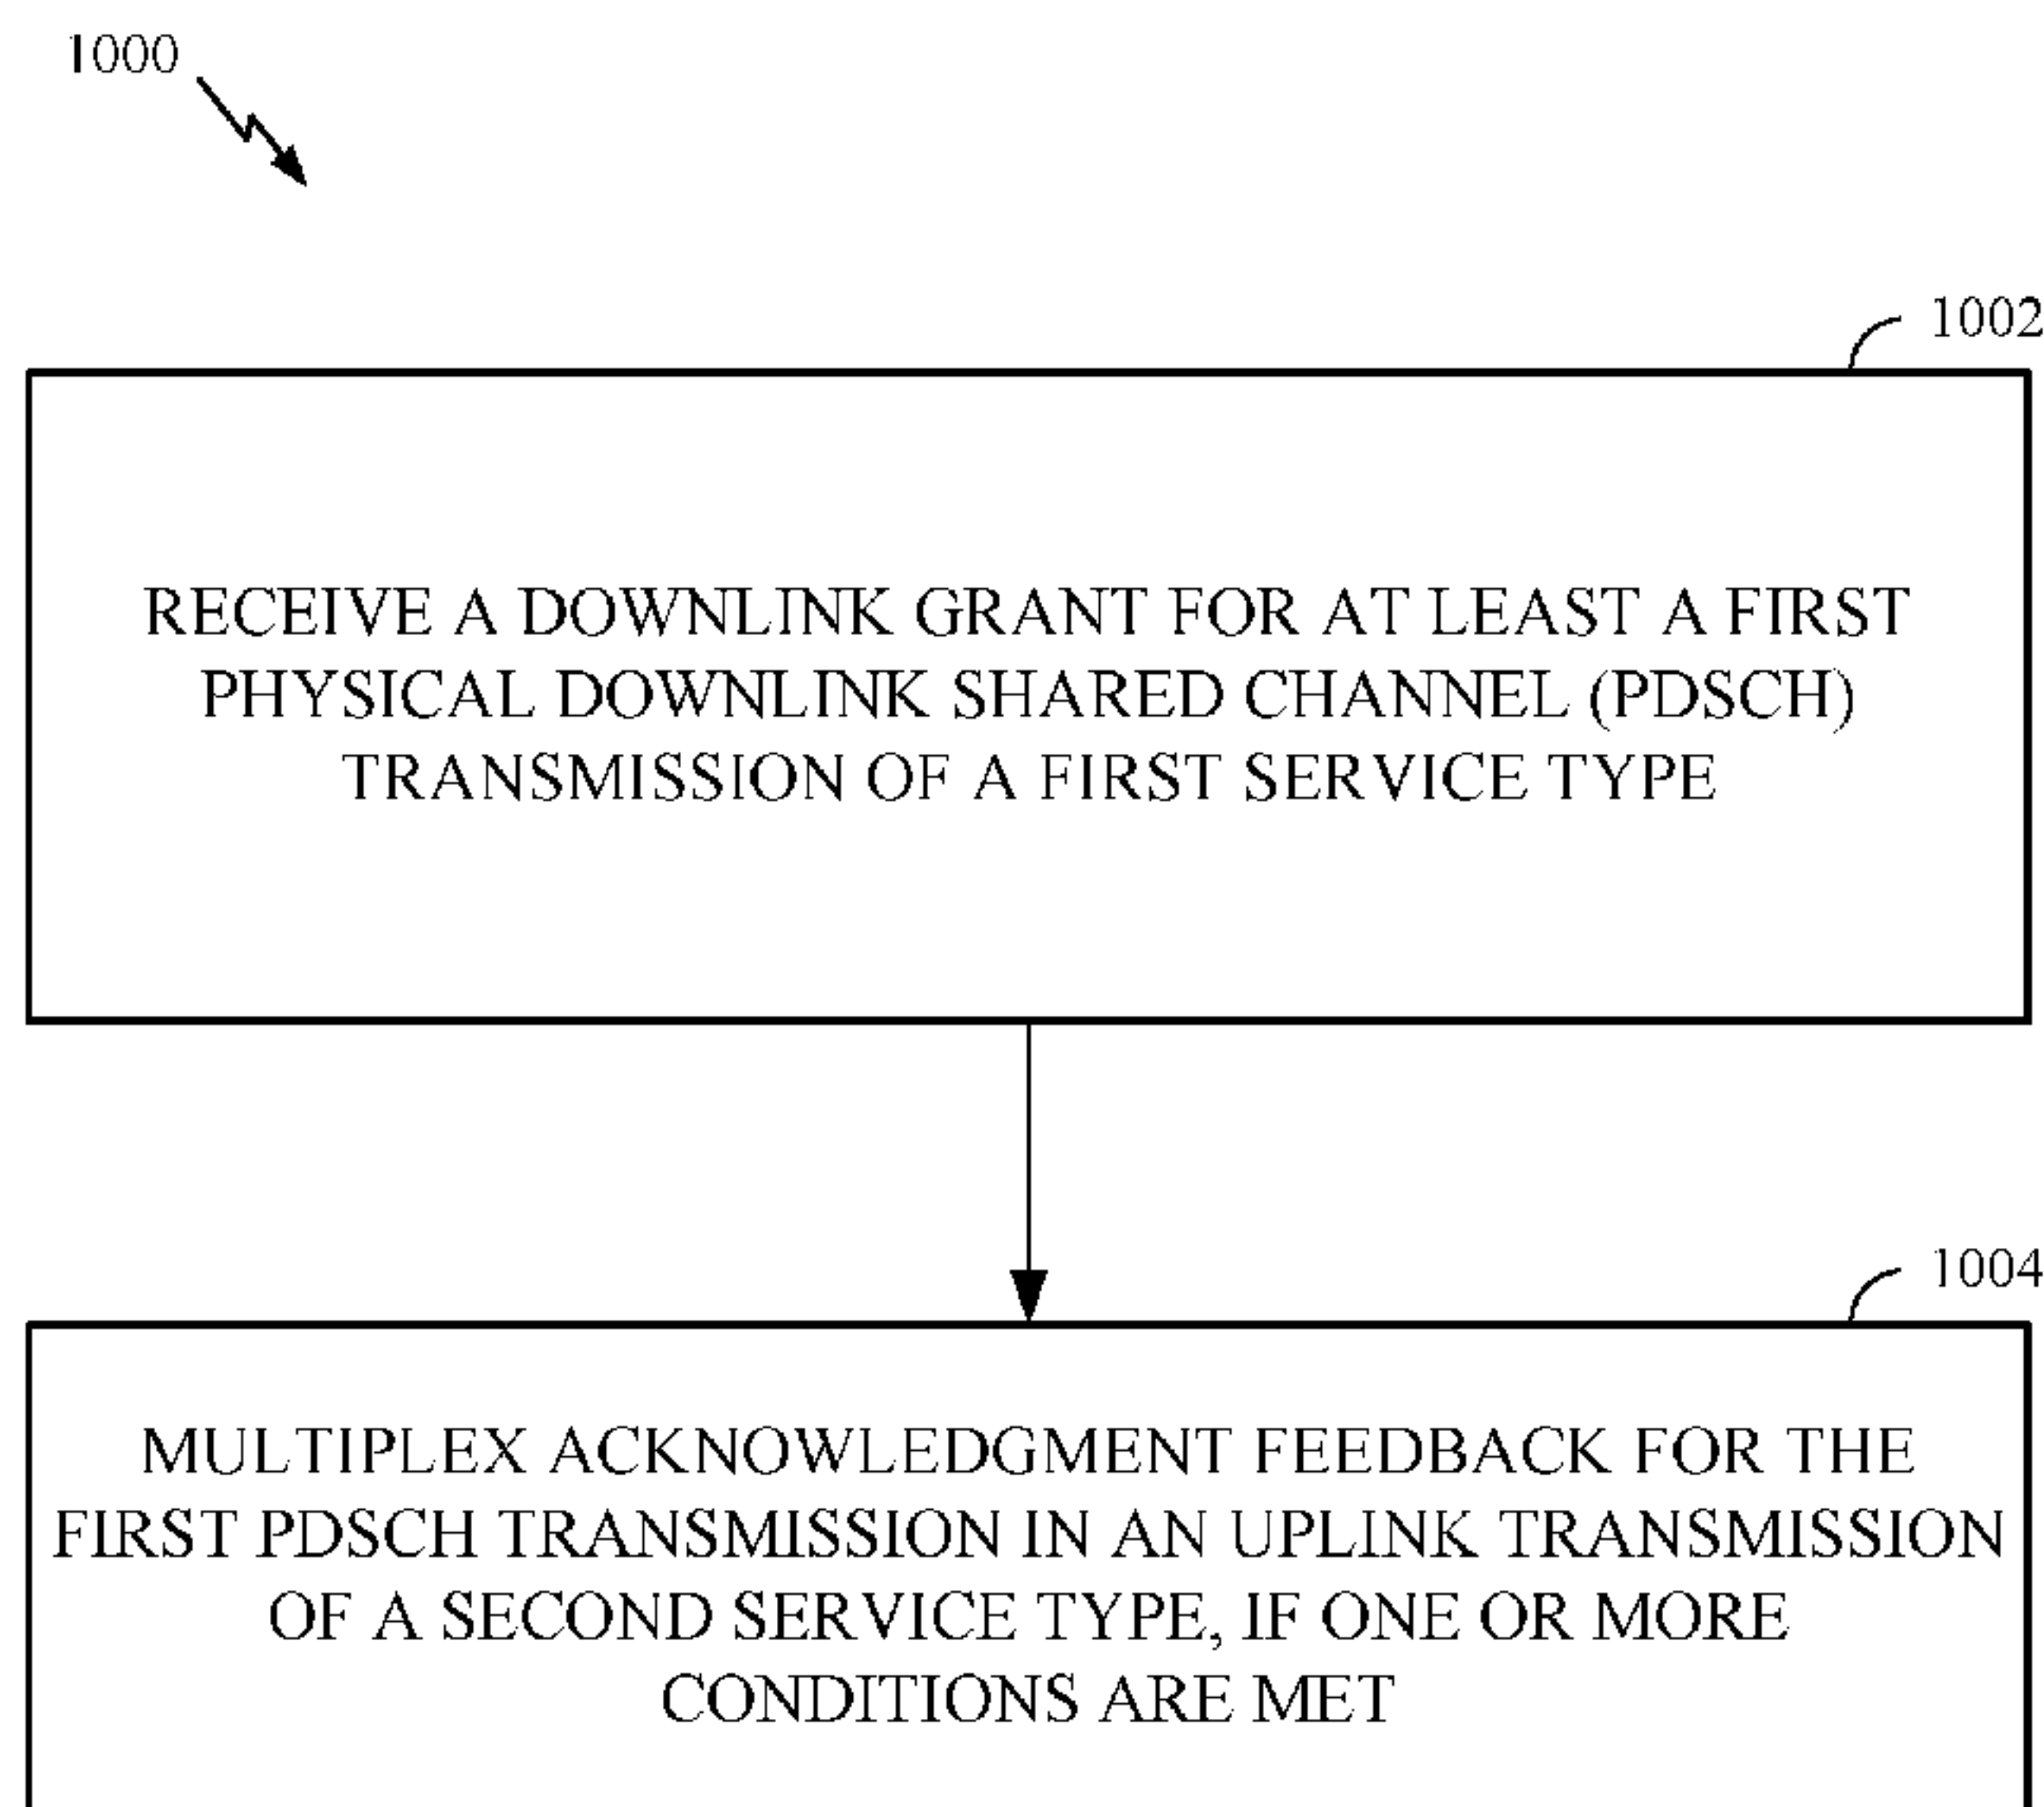 1000
1002
RECEIVE A DOWNLINK GRANT FOR AT LEAST A FIRST
PHYSICAL DOWNLINK SHARED CHANNEL (PDSCH)
TRANSMISSION OF A FIRST SERVICE TYPE
1004
MULTIPLEX ACKNOWLEDGMENT FEEDBACK FOR THE
FIRST PDSCH TRANSMISSION IN AN UPLINK TRANSMISSION
OF A SECOND SERVICE TYPE, IF ONE OR MORE
CONDITIONS ARE MET